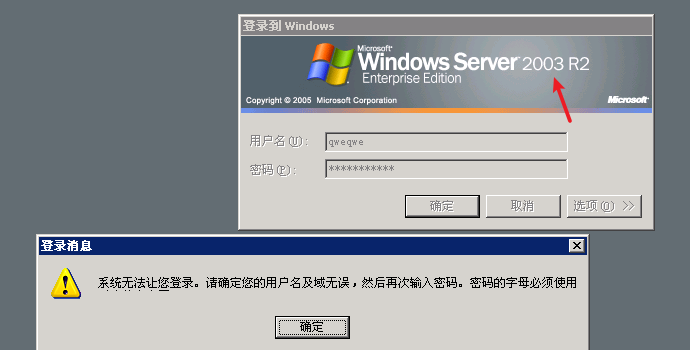 登录到 Windows
Microsoft
Windows Server 2003 R2
Enterprise Edition
Copyright © 2005 Microsoft Corporation
Microsoft
用户名(U):
qweqwe
密码(P):
***********
确定
取消
选项(O) >>
登录消息
系统无法让您登录。请确定您的用户名及域无误，然后再次输入密码。密码的字母必须使用
确定